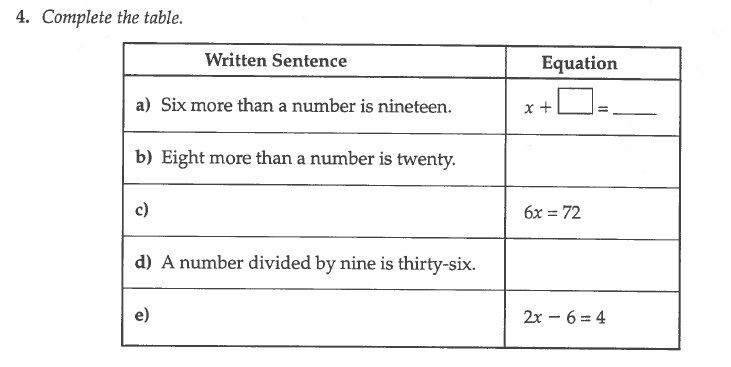 4. Complete the table.
Written Sentence Equation
a) Six more than a number is nineteen. x + □ = ____
b) Eight more than a number is twenty.
c) 6x = 72
d) A number divided by nine is thirty-six.
e) 2x − 6 = 4